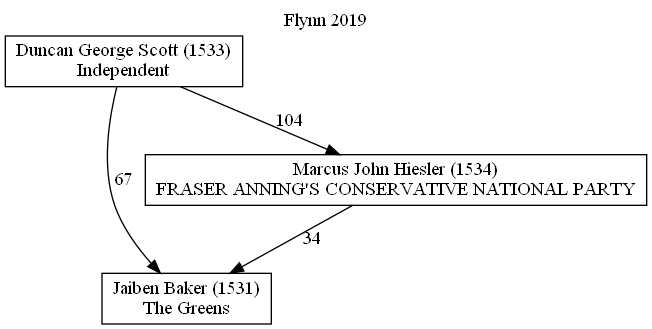 Flynn 2019
Duncan George Scott (1533)
Independent
104
67
Marcus John Hiesler (1534)
FRASER ANNING'S CONSERVATIVE NATIONAL PARTY
34
Jaiben Baker (1531)
The Greens